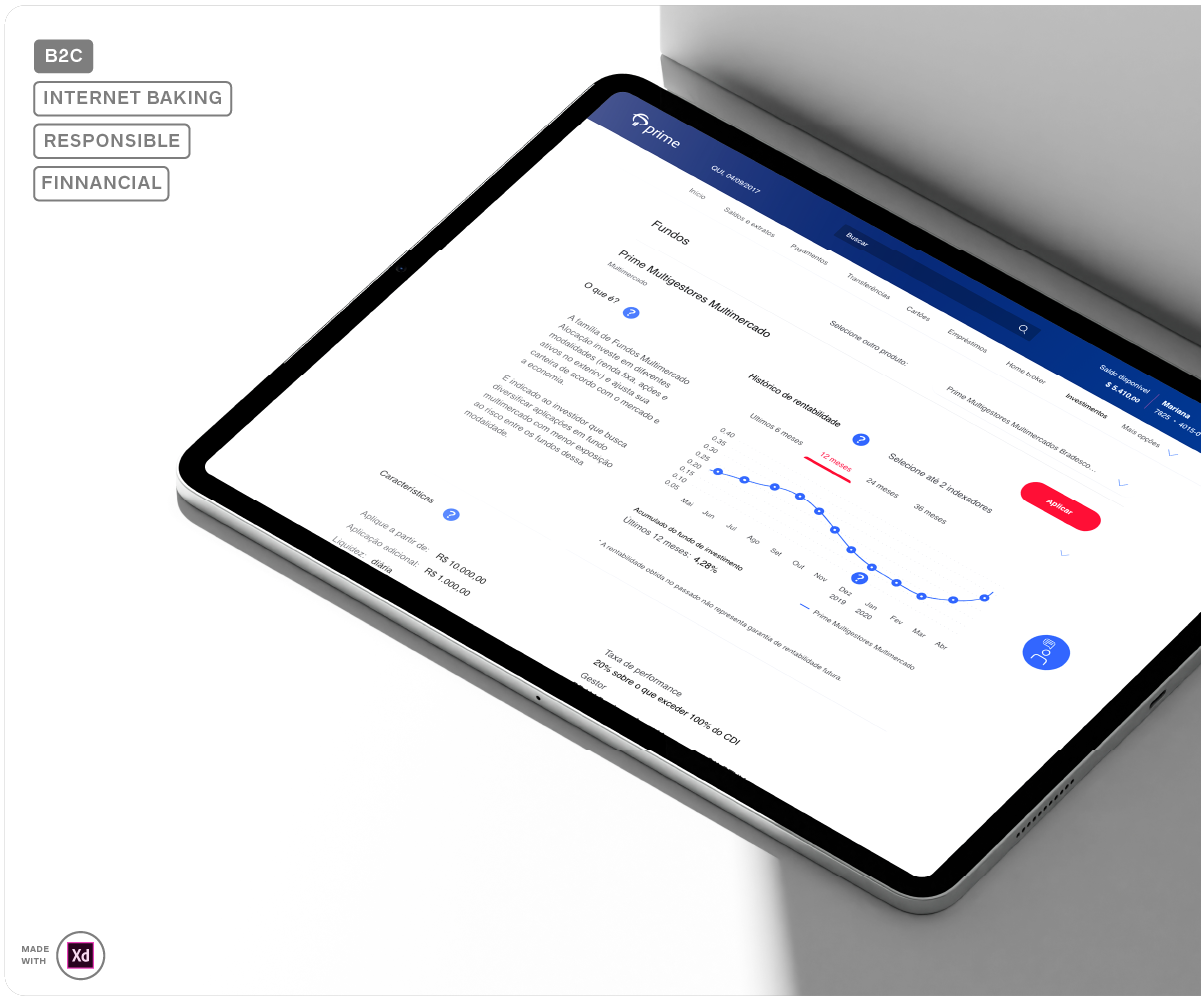 B2C
INTERNET BAKING
RESPONSIBLE
FINNANCIAL
prime
QUI, 04/09/2017
Buscar
Saldo disponível
$ 5.410,00
Mariana
7825 • 4015-0
Início
Saldos e extratos
Pagamentos
Transferências
Cartões
Empréstimos
Home broker
Investimentos
Mais opções
Fundos
Prime Multigestores Multimercado
Multimercado
Selecione outro produto:
Prime Multigestores Multimercados Bradesco...
O que é?
?
A família de Fundos Multimercado
Alocação investe em diferentes
modalidades (renda fixa, ações e
ativos no exterior) e ajusta sua
carteira de acordo com o mercado e
a economia.
E indicado ao investidor que busca
diversificar aplicações em fundo
multimercado com menor exposição
ao risco entre os fundos dessa
modalidade.
Histórico de rentabilidade
?
Ultimos 6 meses
12 meses
24 meses
36 meses
Selecione até 2 indexadores
Aplicar
0.40
0.35
0.30
0.25
0.20
0.15
0.10
0.05
Mai
Jun
Jul
Ago
Set
Out
Nov
Dez
Jan
Fev
Mar
Abr
2019
2020
?
Prime Multigestores Multimercado
Acumulado do fundo de investimento
Últimos 12 meses: 4,28%
* A rentabilidade obtida no passado não representa garantia de rentabilidade futura.
Características
?
Aplique a partir de: R$ 10.000,00
Aplicação adicional: R$ 1.000,00
Liquidez: diária
Taxa de performance
20% sobre o que exceder 100% do CDI
Gestor
MADE
WITH
Xd